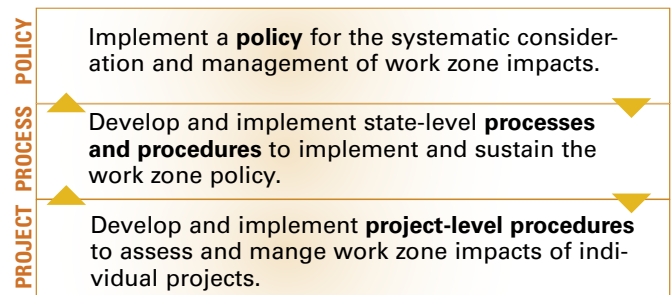 POLICY
Implement a policy for the systematic consider-
ation and management of work zone impacts.
PROCESS
Develop and implement state-level processes
and procedures to implement and sustain the
work zone policy.
PROJECT
Develop and implement project-level procedures
to assess and mange work zone impacts of indi-
vidual projects.